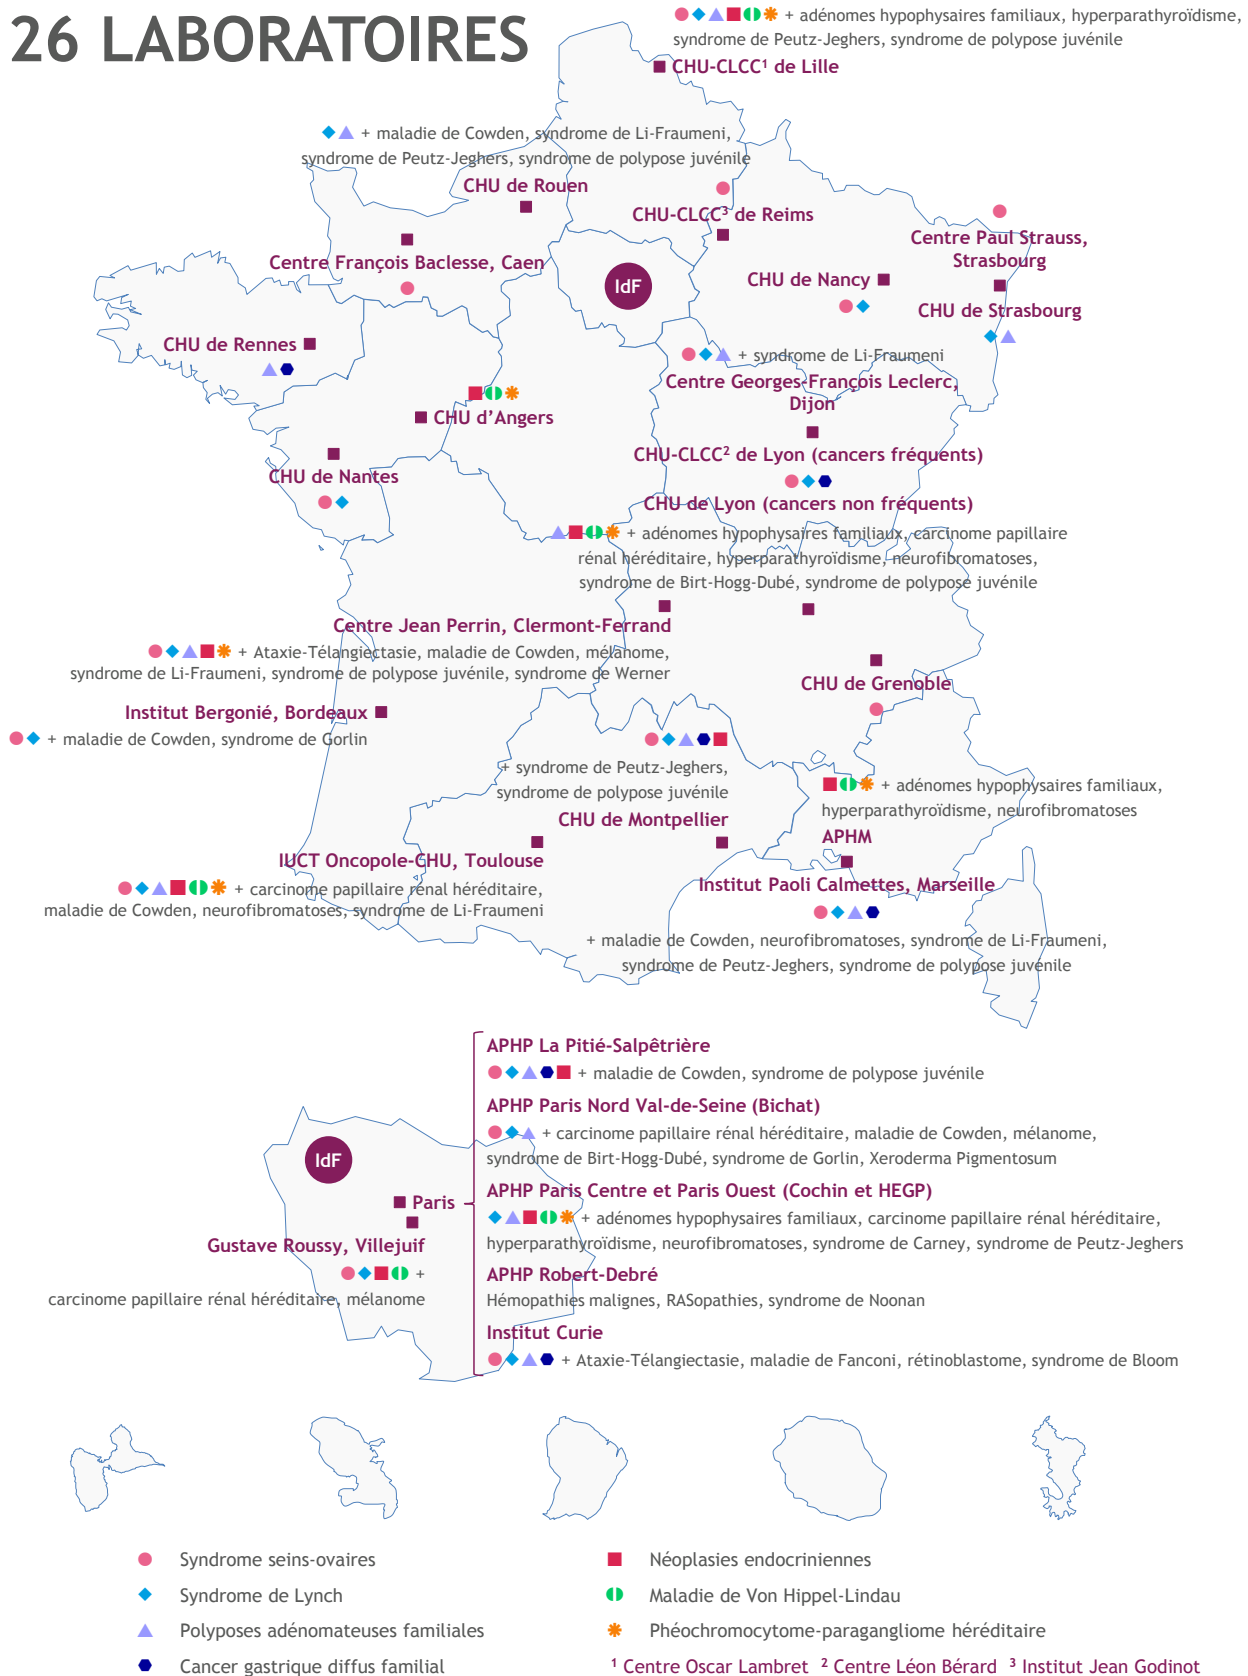 26 LABORATOIRES
+ adénomes hypophysaires familiaux, hyperparathyroïdisme,
syndrome de Peutz-Jeghers, syndrome de polypose juvénile
CHU-CLCC¹ de Lille
+ maladie de Cowden, syndrome de Li-Fraumeni,
syndrome de Peutz-Jeghers, syndrome de polypose juvénile
CHU de Rouen
CHU-CLCC³ de Reims
Centre Paul Strauss,
Strasbourg
Centre François Baclesse, Caen
IdF
CHU de Nancy
CHU de Strasbourg
CHU de Rennes
+ syndrome de Li-Fraumeni
Centre Georges-François Leclerc,
Dijon
CHU d’Angers
CHU-CLCC² de Lyon (cancers fréquents)
CHU de Nantes
CHU de Lyon (cancers non fréquents)
+ adénomes hypophysaires familiaux, carcinome papillaire
rénal héréditaire, hyperparathyroïdisme, neurofibromatoses,
syndrome de Birt-Hogg-Dubé, syndrome de polypose juvénile
Centre Jean Perrin, Clermont-Ferrand
+ Ataxie-Télangiectasie, maladie de Cowden, mélanome,
syndrome de Li-Fraumeni, syndrome de polypose juvénile, syndrome de Werner
CHU de Grenoble
Institut Bergonié, Bordeaux
+ maladie de Cowden, syndrome de Gorlin
+ syndrome de Peutz-Jeghers,
syndrome de polypose juvénile
CHU de Montpellier
+ adénomes hypophysaires familiaux,
hyperparathyroïdisme, neurofibromatoses
APHM
IUCT Oncopole-CHU, Toulouse
+ carcinome papillaire rénal héréditaire,
maladie de Cowden, neurofibromatoses, syndrome de Li-Fraumeni
Institut Paoli Calmettes, Marseille
+ maladie de Cowden, neurofibromatoses, syndrome de Li-Fraumeni,
syndrome de Peutz-Jeghers, syndrome de polypose juvénile
APHP La Pitié-Salpêtrière
+ maladie de Cowden, syndrome de polypose juvénile
APHP Paris Nord Val-de-Seine (Bichat)
+ carcinome papillaire rénal héréditaire, maladie de Cowden, mélanome,
syndrome de Birt-Hogg-Dubé, syndrome de Gorlin, Xeroderma Pigmentosum
IdF
APHP Paris Centre et Paris Ouest (Cochin et HEGP)
Paris
+ adénomes hypophysaires familiaux, carcinome papillaire rénal héréditaire,
hyperparathyroïdisme, neurofibromatoses, syndrome de Carney, syndrome de Peutz-Jeghers
Gustave Roussy, Villejuif
+
carcinome papillaire rénal héréditaire, mélanome
APHP Robert-Debré
Hémopathies malignes, RASopathies, syndrome de Noonan
Institut Curie
+ Ataxie-Télangiectasie, maladie de Fanconi, rétinoblastome, syndrome de Bloom
Syndrome seins-ovaires
Néoplasies endocriniennes
Syndrome de Lynch
Maladie de Von Hippel-Lindau
Polyposes adénomateuses familiales
Phéochromocytome-paragangliome héréditaire
Cancer gastrique diffus familial
¹ Centre Oscar Lambret ² Centre Léon Bérard ³ Institut Jean Godinot